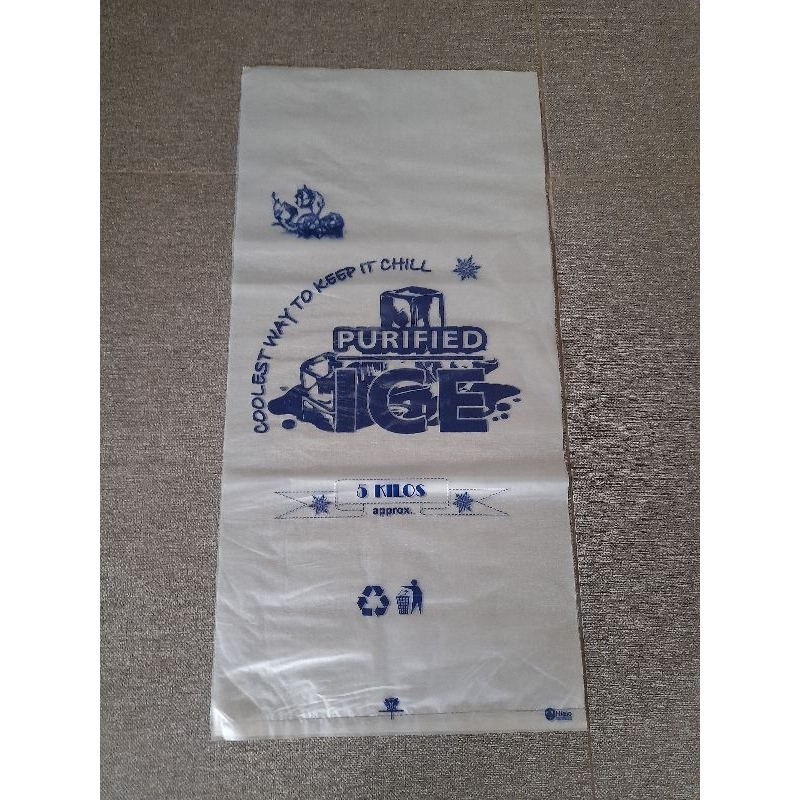 COOLEST WAY TO KEEP IT CHILL
PURIFIED
ICE
5 KILOS
approx.